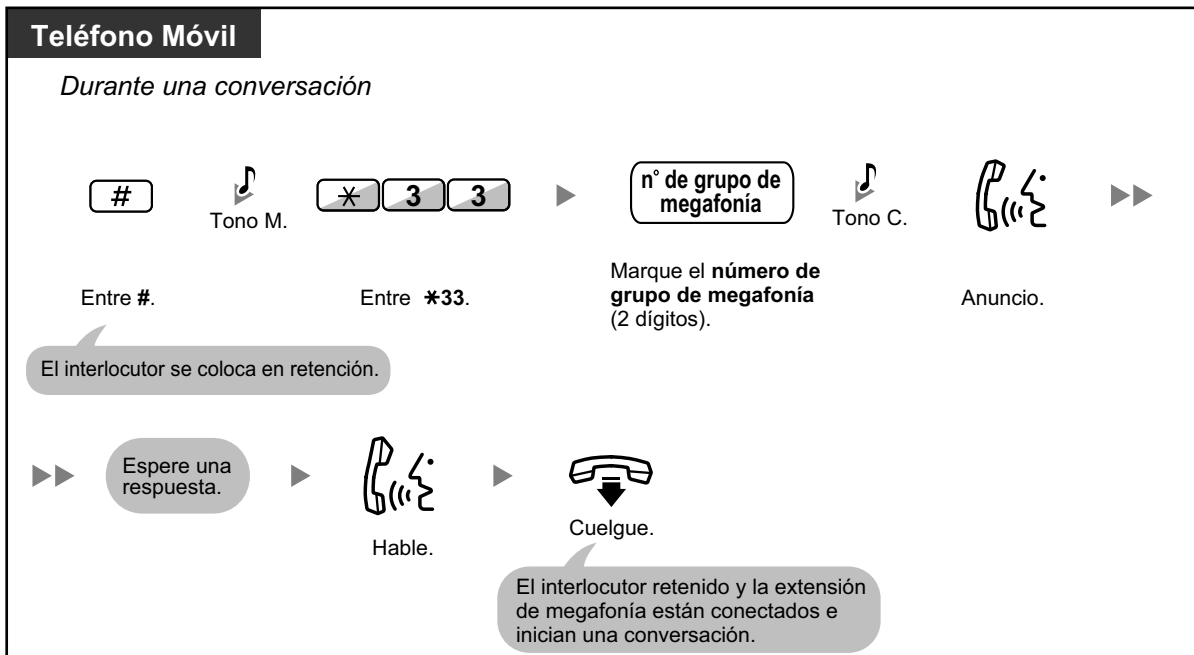 Teléfono Móvil
Durante una conversación
#
Tono M.
* 3 3
n° de grupo de
megafonía
Tono C.
Entre #.
Entre *33.
Marque el número de
grupo de megafonía
(2 dígitos).
Anuncio.
El interlocutor se coloca en retención.
Espere una
respuesta.
Hable.
Cuelgue.
El interlocutor retenido y la extensión
de megafonía están conectados e
inician una conversación.